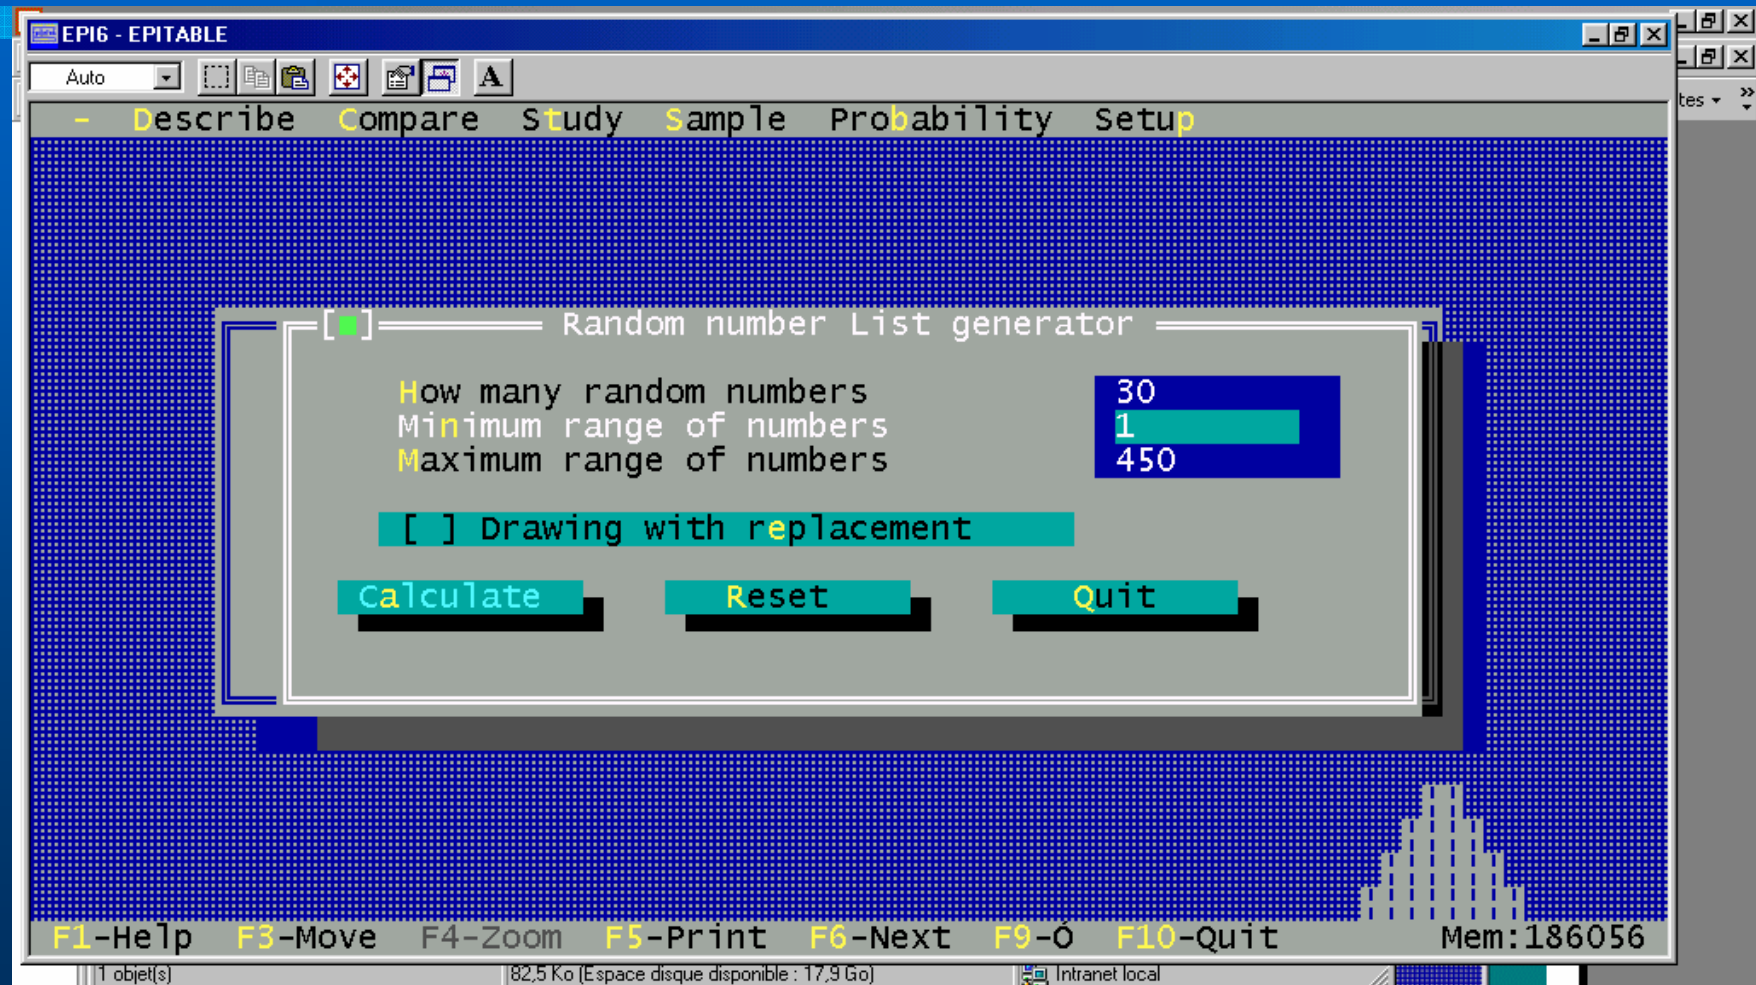 EPI6 - EPITABLE
Auto
A
tes
- Describe Compare Study Sample Probability Setup
Random number List generator
How many random numbers 30
Minimum range of numbers 1
Maximum range of numbers 450
[ ] Drawing with replacement
Calculate Reset Quit
F1-Help F3-Move F4-Zoom F5-Print F6-Next F9-Ó F10-Quit Mem:186056
1 objet(s) 82,5 Ko (Espace disque disponible : 17,9 Go) Intranet local